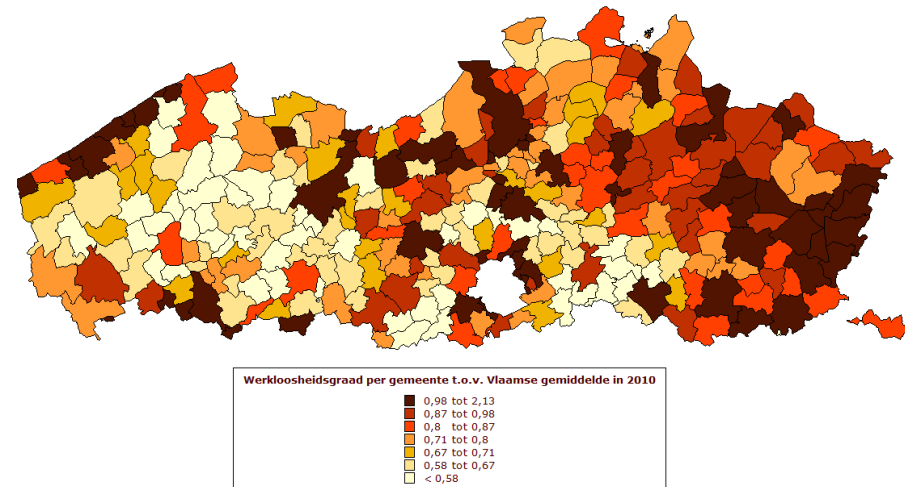 Werkloosheidsgraad per gemeente t.o.v. Vlaamse gemiddelde in 2010
0,98 tot 2,13
0,87 tot 0,98
0,8 tot 0,87
0,71 tot 0,8
0,67 tot 0,71
0,58 tot 0,67
< 0,58